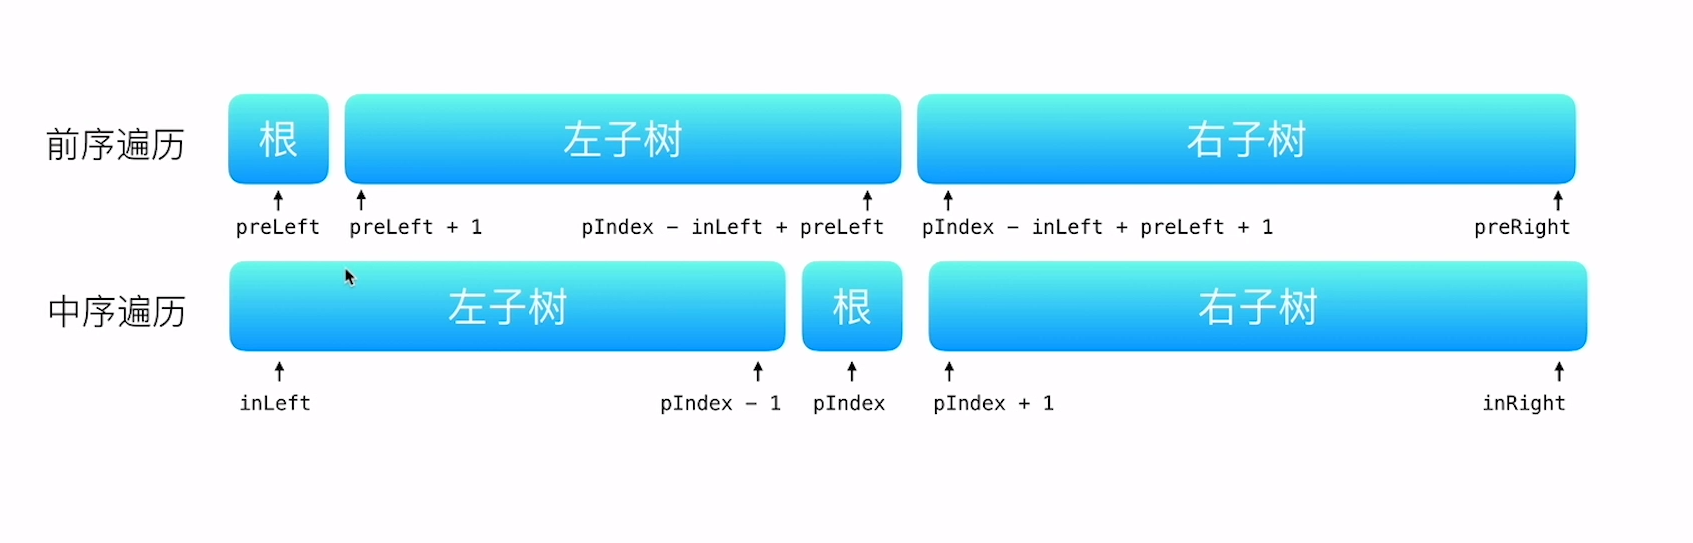 前序遍历 根 左子树 右子树
preLeft preLeft + 1 pIndex − inLeft + preLeft pIndex − inLeft + preLeft + 1 preRight
中序遍历 左子树 根 右子树
inLeft pIndex − 1 pIndex pIndex + 1 inRight